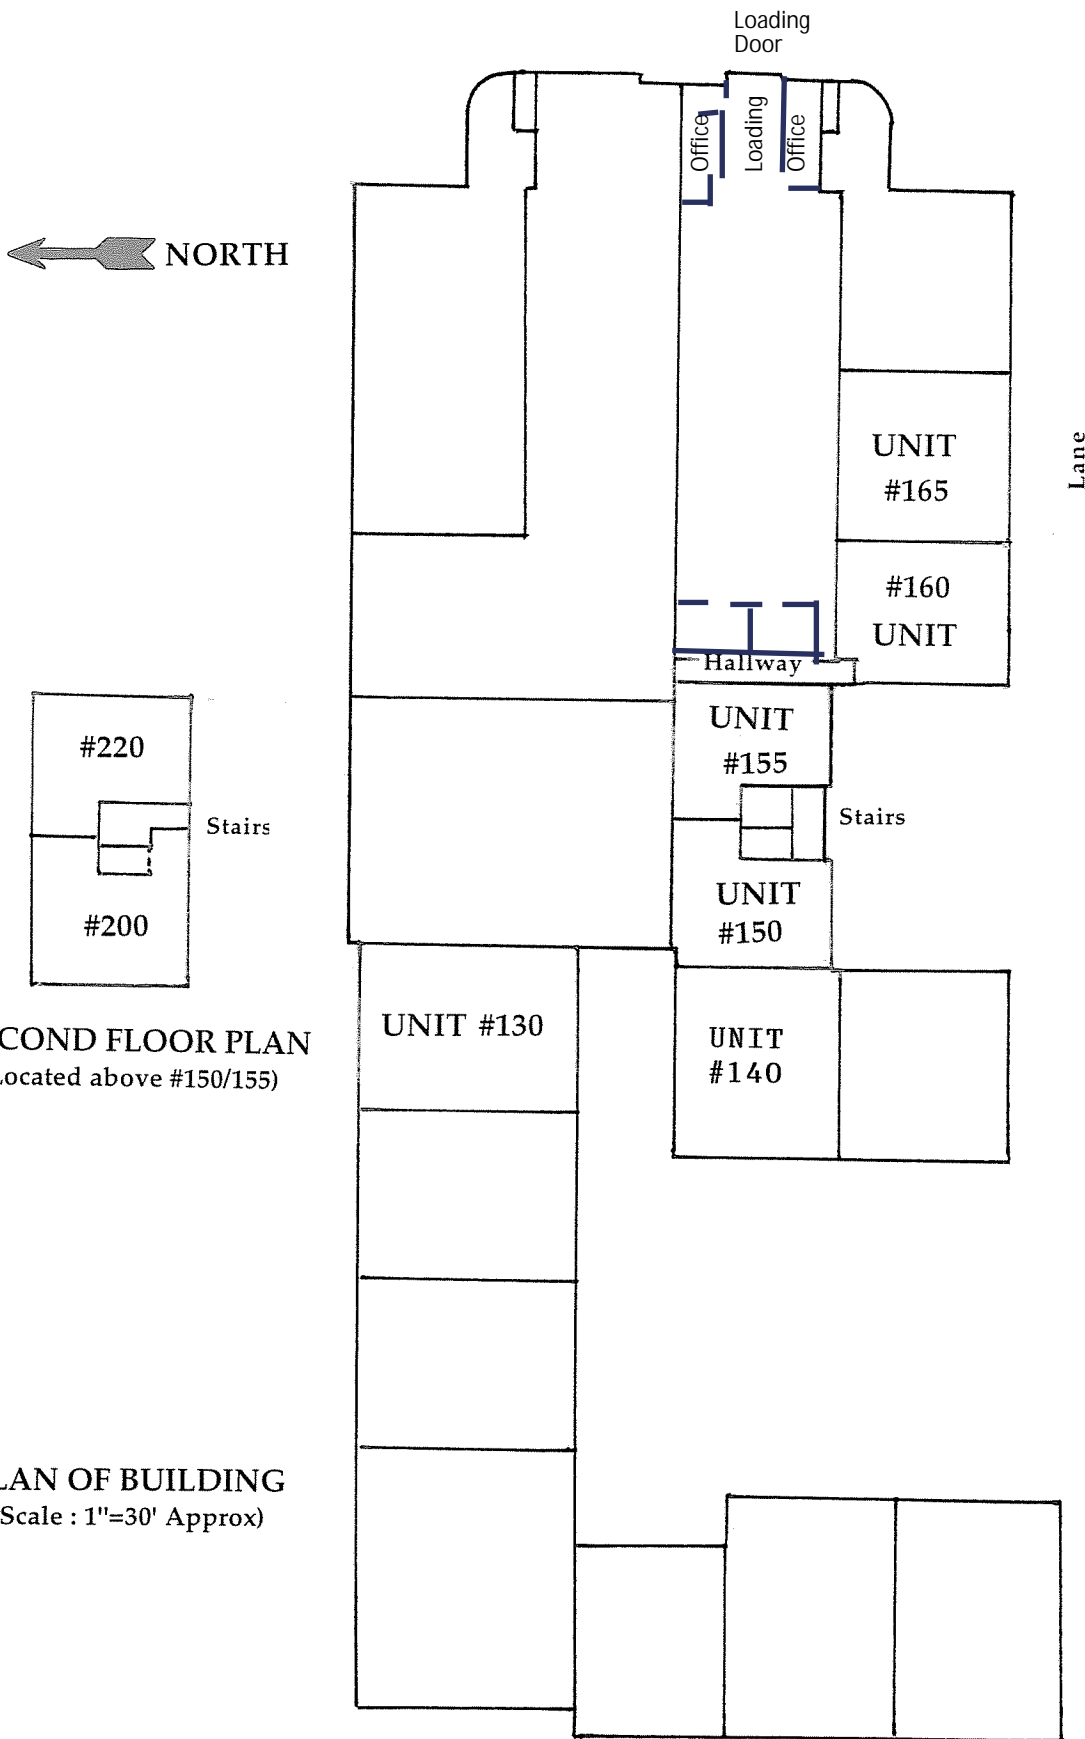 Loading
Door
Office
Loading
Office
NORTH
UNIT
#165
Lane
#160
UNIT
Hallway
UNIT
#155
Stairs
UNIT
#150
#220
Stairs
#200
COND FLOOR PLAN
ocated above #150/155)
UNIT #130
UNIT
#140
LAN OF BUILDING
Scale : 1"=30' Approx)